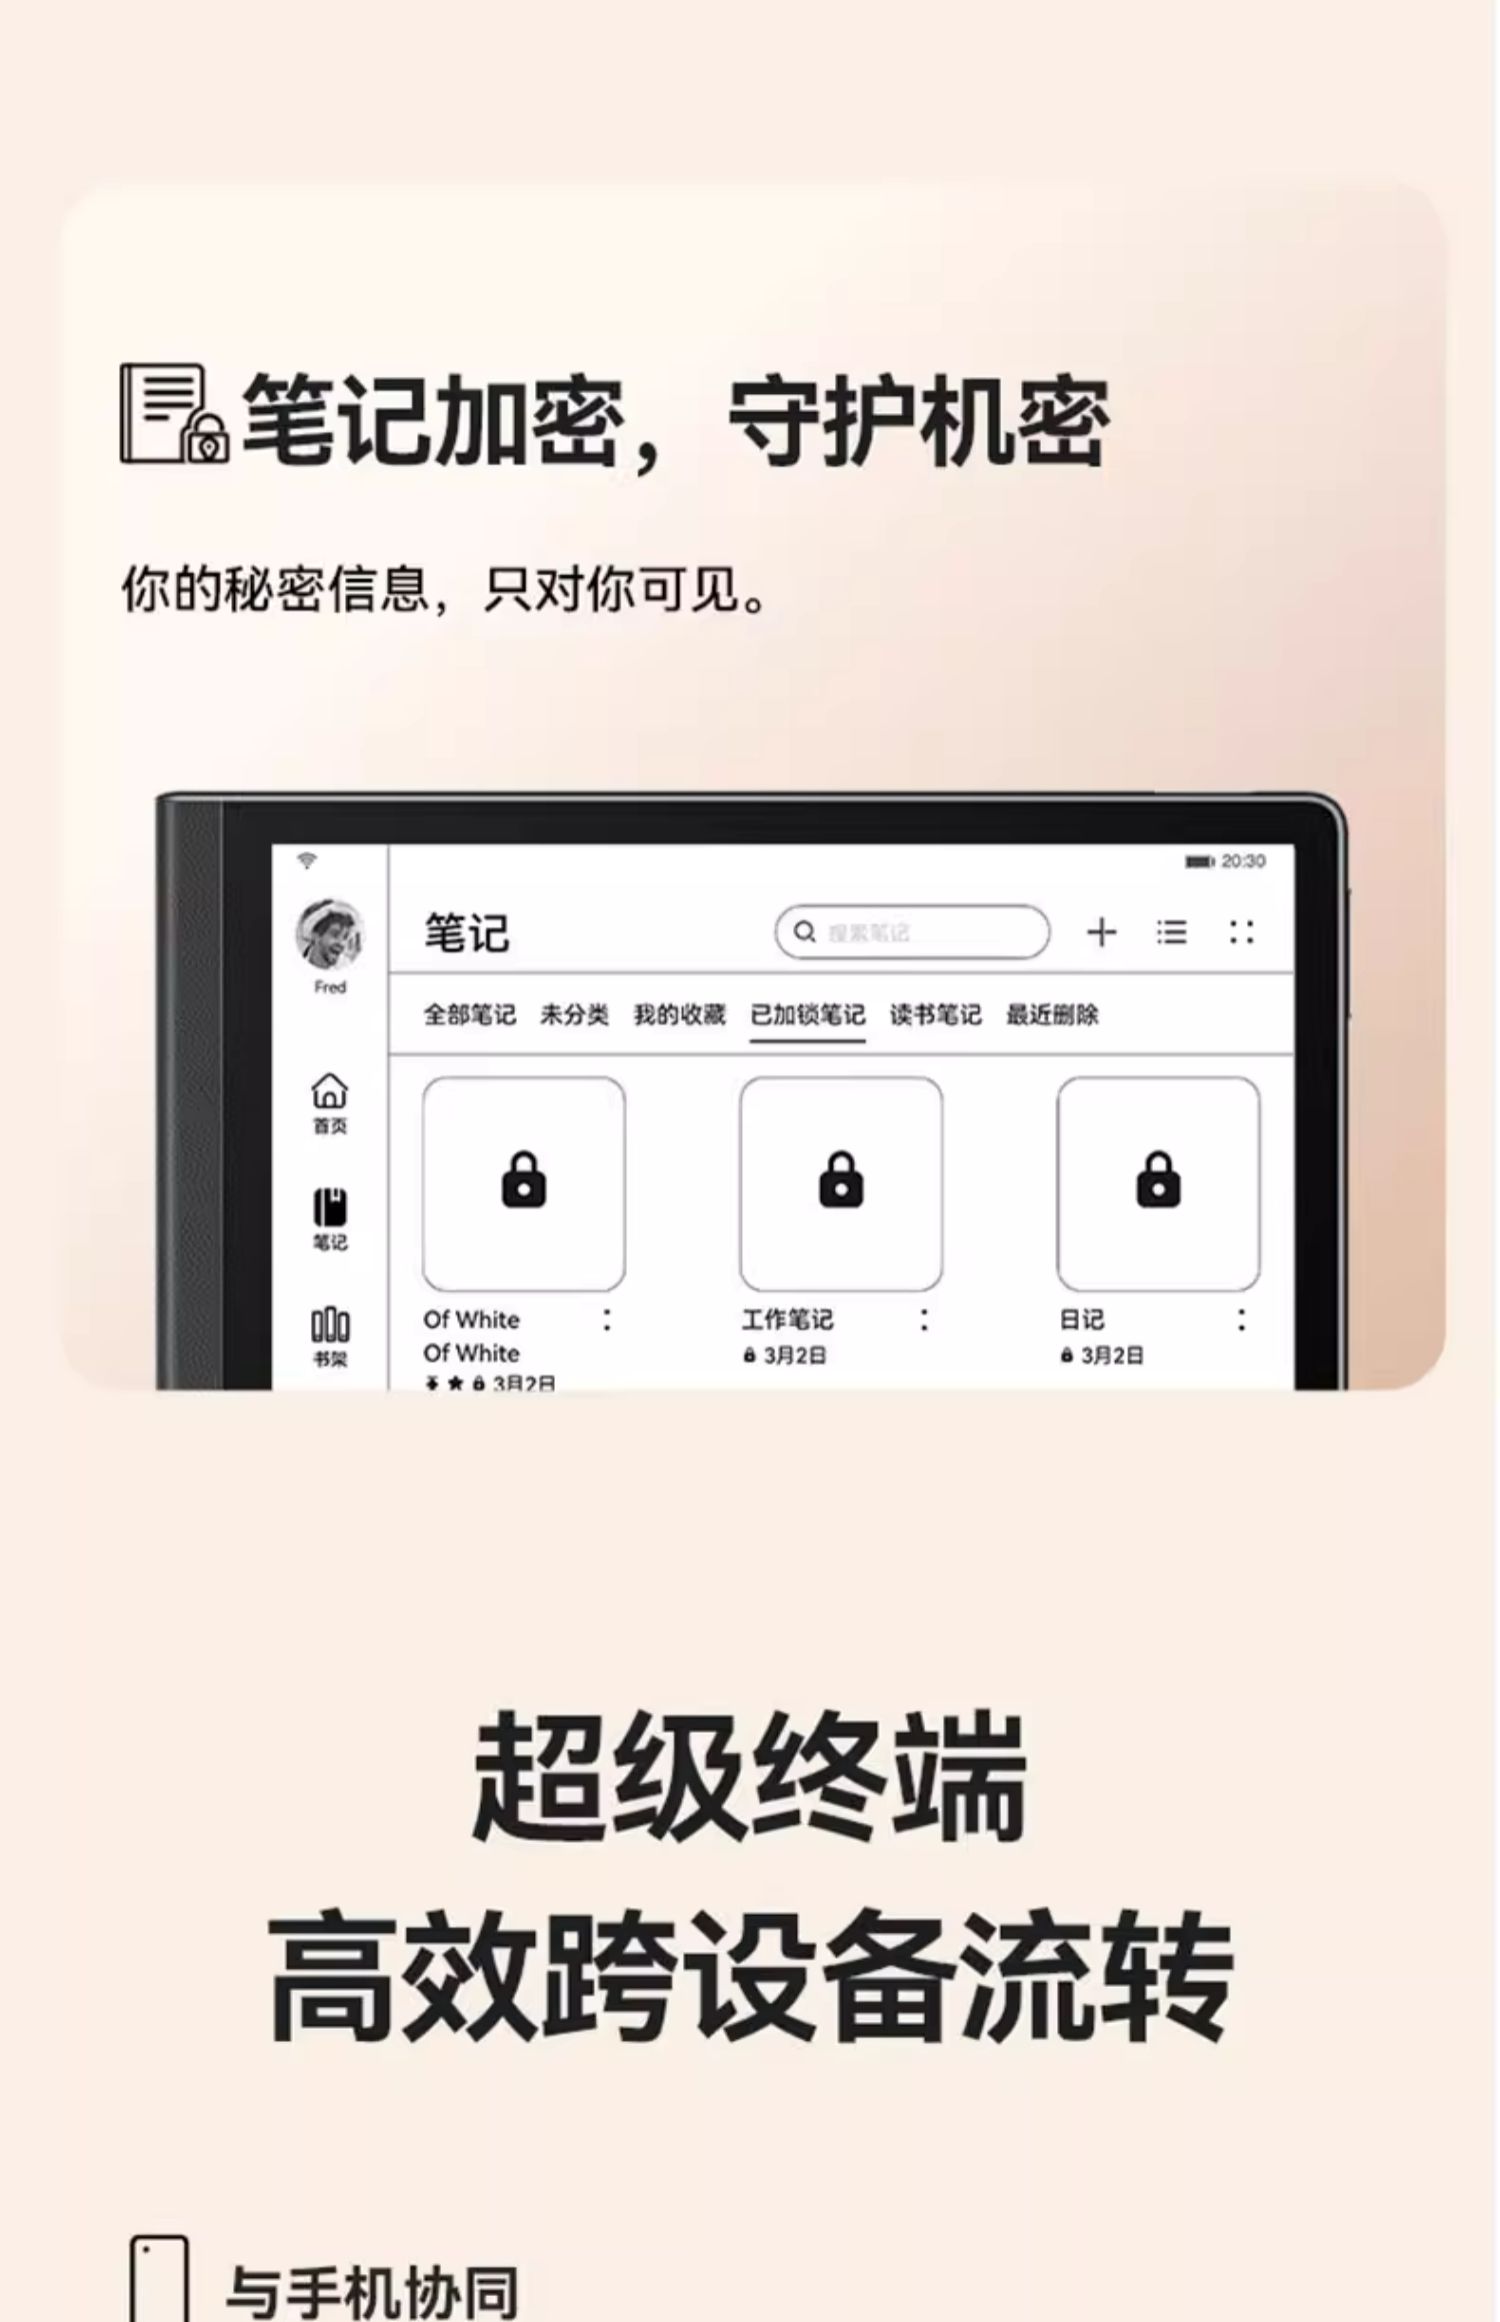 笔记加密，守护机密
你的秘密信息，只对你可见。
20:30
Fred
笔记
搜索笔记
全部笔记 未分类 我的收藏 已加锁笔记 读书笔记 最近删除
首页
笔记
书架
Of White
Of White
3月2日
工作笔记
3月2日
日记
3月2日
超级终端
高效跨设备流转
与手机协同